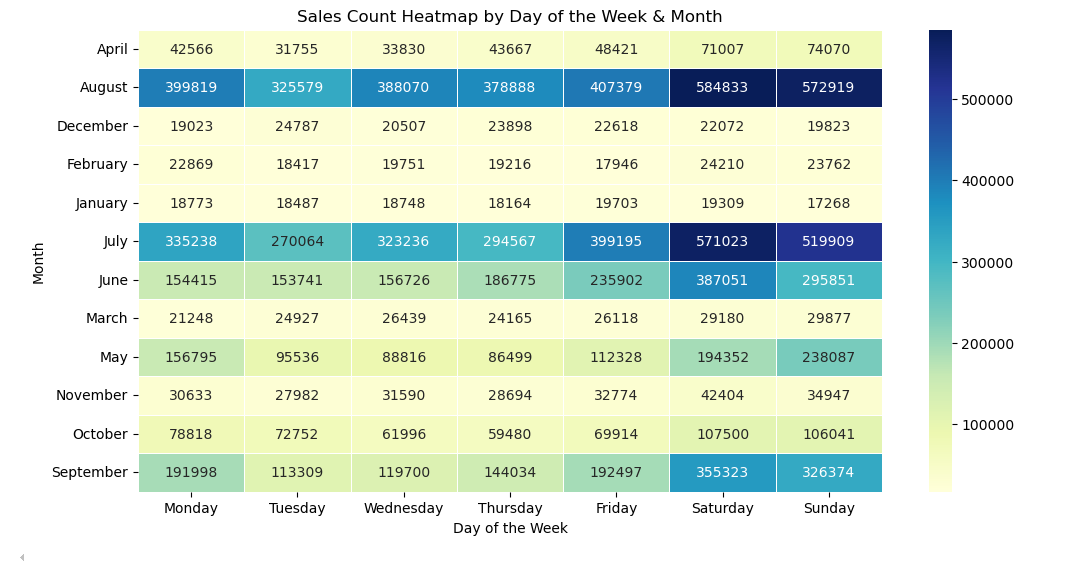 Sales Count Heatmap by Day of the Week & Month
April 42566 31755 33830 43667 48421 71007 74070
August 399819 325579 388070 378888 407379 584833 572919
December 19023 24787 20507 23898 22618 22072 19823
February 22869 18417 19751 19216 17946 24210 23762
January 18773 18487 18748 18164 19703 19309 17268
July 335238 270064 323236 294567 399195 571023 519909
June 154415 153741 156726 186775 235902 387051 295851
March 21248 24927 26439 24165 26118 29180 29877
May 156795 95536 88816 86499 112328 194352 238087
November 30633 27982 31590 28694 32774 42404 34947
October 78818 72752 61996 59480 69914 107500 106041
September 191998 113309 119700 144034 192497 355323 326374
Monday Tuesday Wednesday Thursday Friday Saturday Sunday
Day of the Week
Month
500000
400000
300000
200000
100000